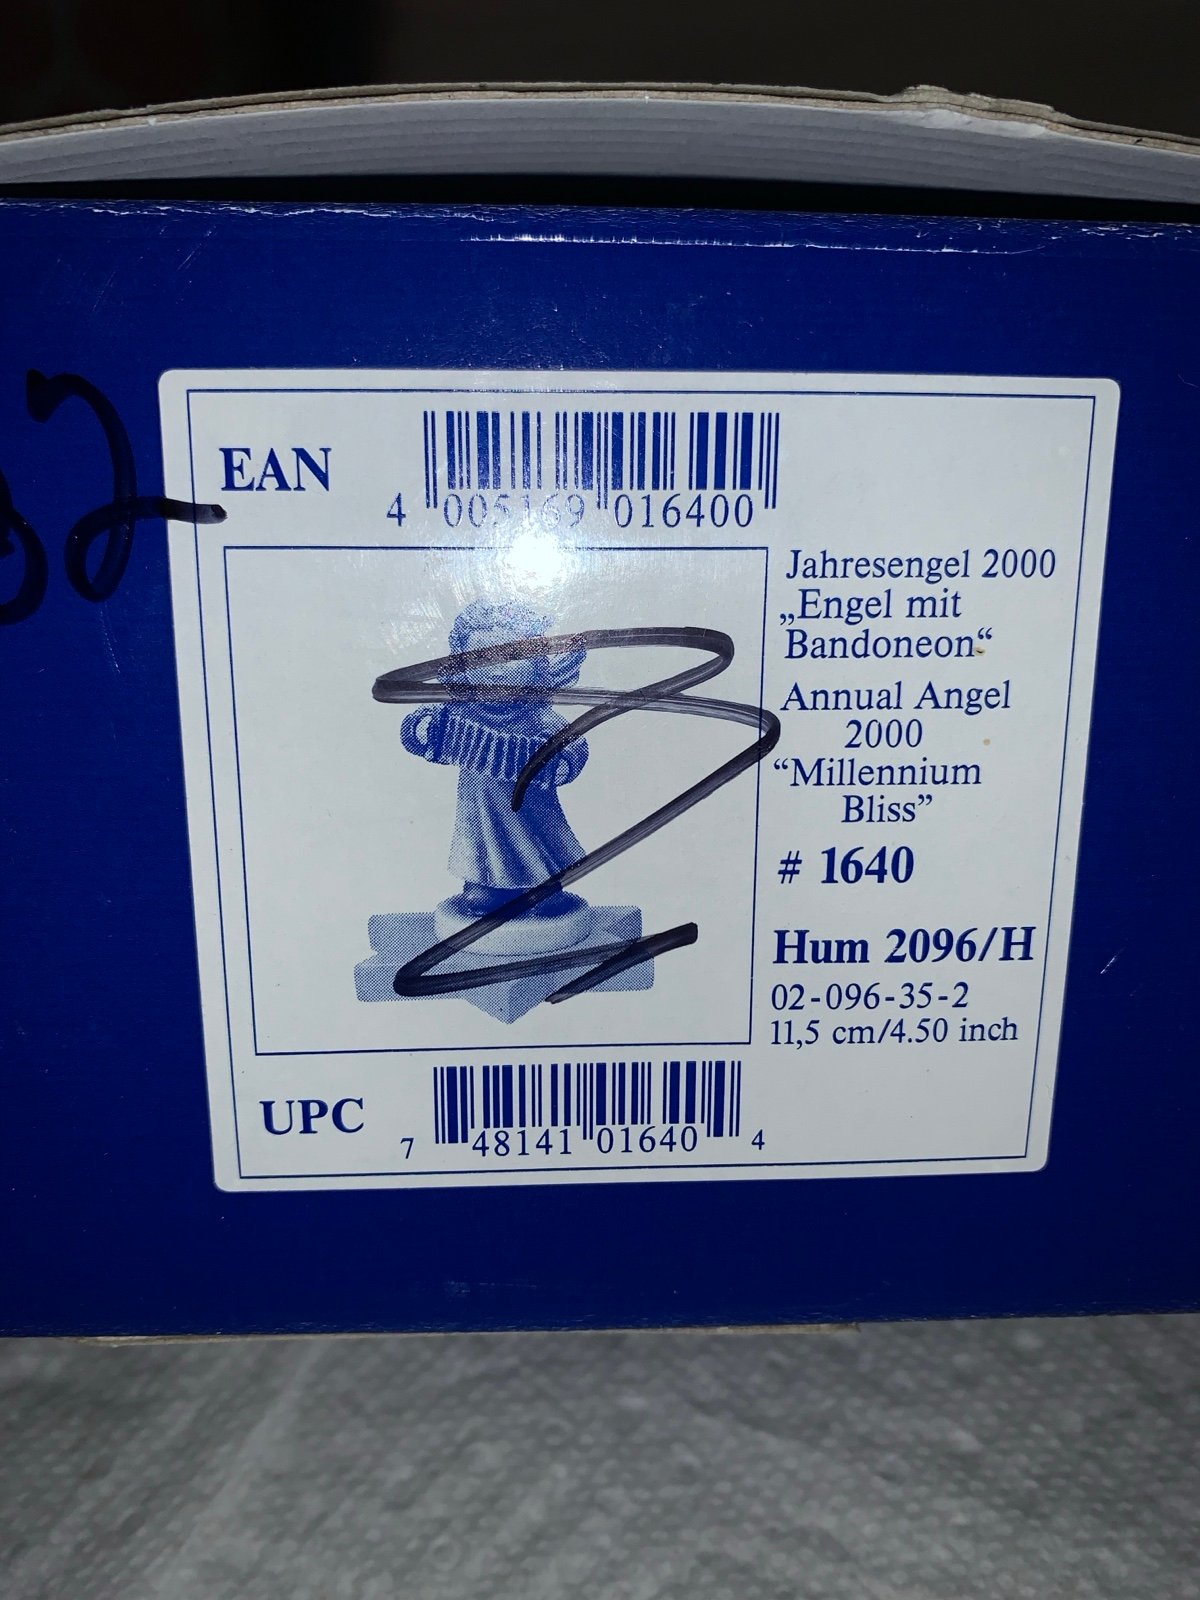 EAN
4 005169 016400
Jahresengel 2000
„Engel mit
Bandoneon“
Annual Angel
2000
“Millennium
Bliss”
# 1640
Hum 2096/H
02-096-35-2
11,5 cm/4.50 inch
UPC
7 48141 01640 4